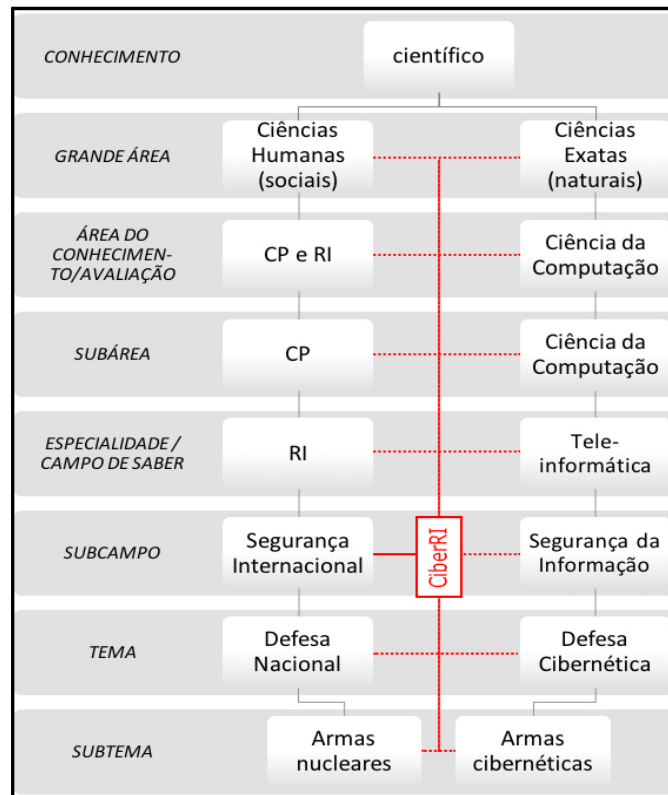 CONHECIMENTO
científico
GRANDE ÁREA
Ciências
Humanas
(sociais)
Ciências
Exatas
(naturais)
ÁREA DO
CONHECIMEN-
TO/AVALIAÇÃO
CP e RI
Ciência da
Computação
SUBÁREA
CP
Ciência da
Computação
ESPECIALIDADE /
CAMPO DE SABER
RI
Tele-
informática
SUBCAMPO
Segurança
Internacional
CiberRI
Segurança da
Informação
TEMA
Defesa
Nacional
Defesa
Cibernética
SUBTEMA
Armas
nucleares
Armas
cibernéticas